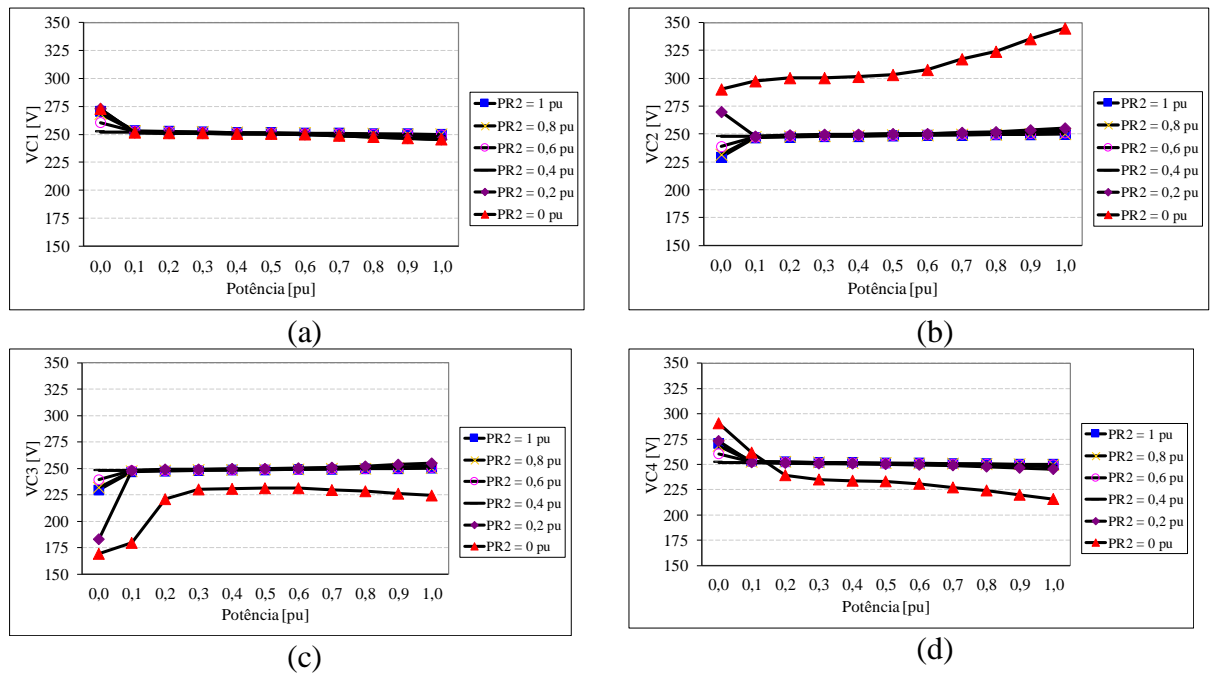 350
325
300
275
250
225
200
175
150
VC1 [V]
0,0 0,1 0,2 0,3 0,4 0,5 0,6 0,7 0,8 0,9 1,0
Potência [pu]
PR2 = 1 pu
PR2 = 0,8 pu
PR2 = 0,6 pu
PR2 = 0,4 pu
PR2 = 0,2 pu
PR2 = 0 pu
(a)
350
325
300
275
250
225
200
175
150
VC2 [V]
0,0 0,1 0,2 0,3 0,4 0,5 0,6 0,7 0,8 0,9 1,0
Potência [pu]
PR2 = 1 pu
PR2 = 0,8 pu
PR2 = 0,6 pu
PR2 = 0,4 pu
PR2 = 0,2 pu
PR2 = 0 pu
(b)
350
325
300
275
250
225
200
175
150
VC3 [V]
0,0 0,1 0,2 0,3 0,4 0,5 0,6 0,7 0,8 0,9 1,0
Potência [pu]
PR2 = 1 pu
PR2 = 0,8 pu
PR2 = 0,6 pu
PR2 = 0,4 pu
PR2 = 0,2 pu
PR2 = 0 pu
(c)
350
325
300
275
250
225
200
175
150
VC4 [V]
0,0 0,1 0,2 0,3 0,4 0,5 0,6 0,7 0,8 0,9 1,0
Potência [pu]
PR2 = 1 pu
PR2 = 0,8 pu
PR2 = 0,6 pu
PR2 = 0,4 pu
PR2 = 0,2 pu
PR2 = 0 pu
(d)